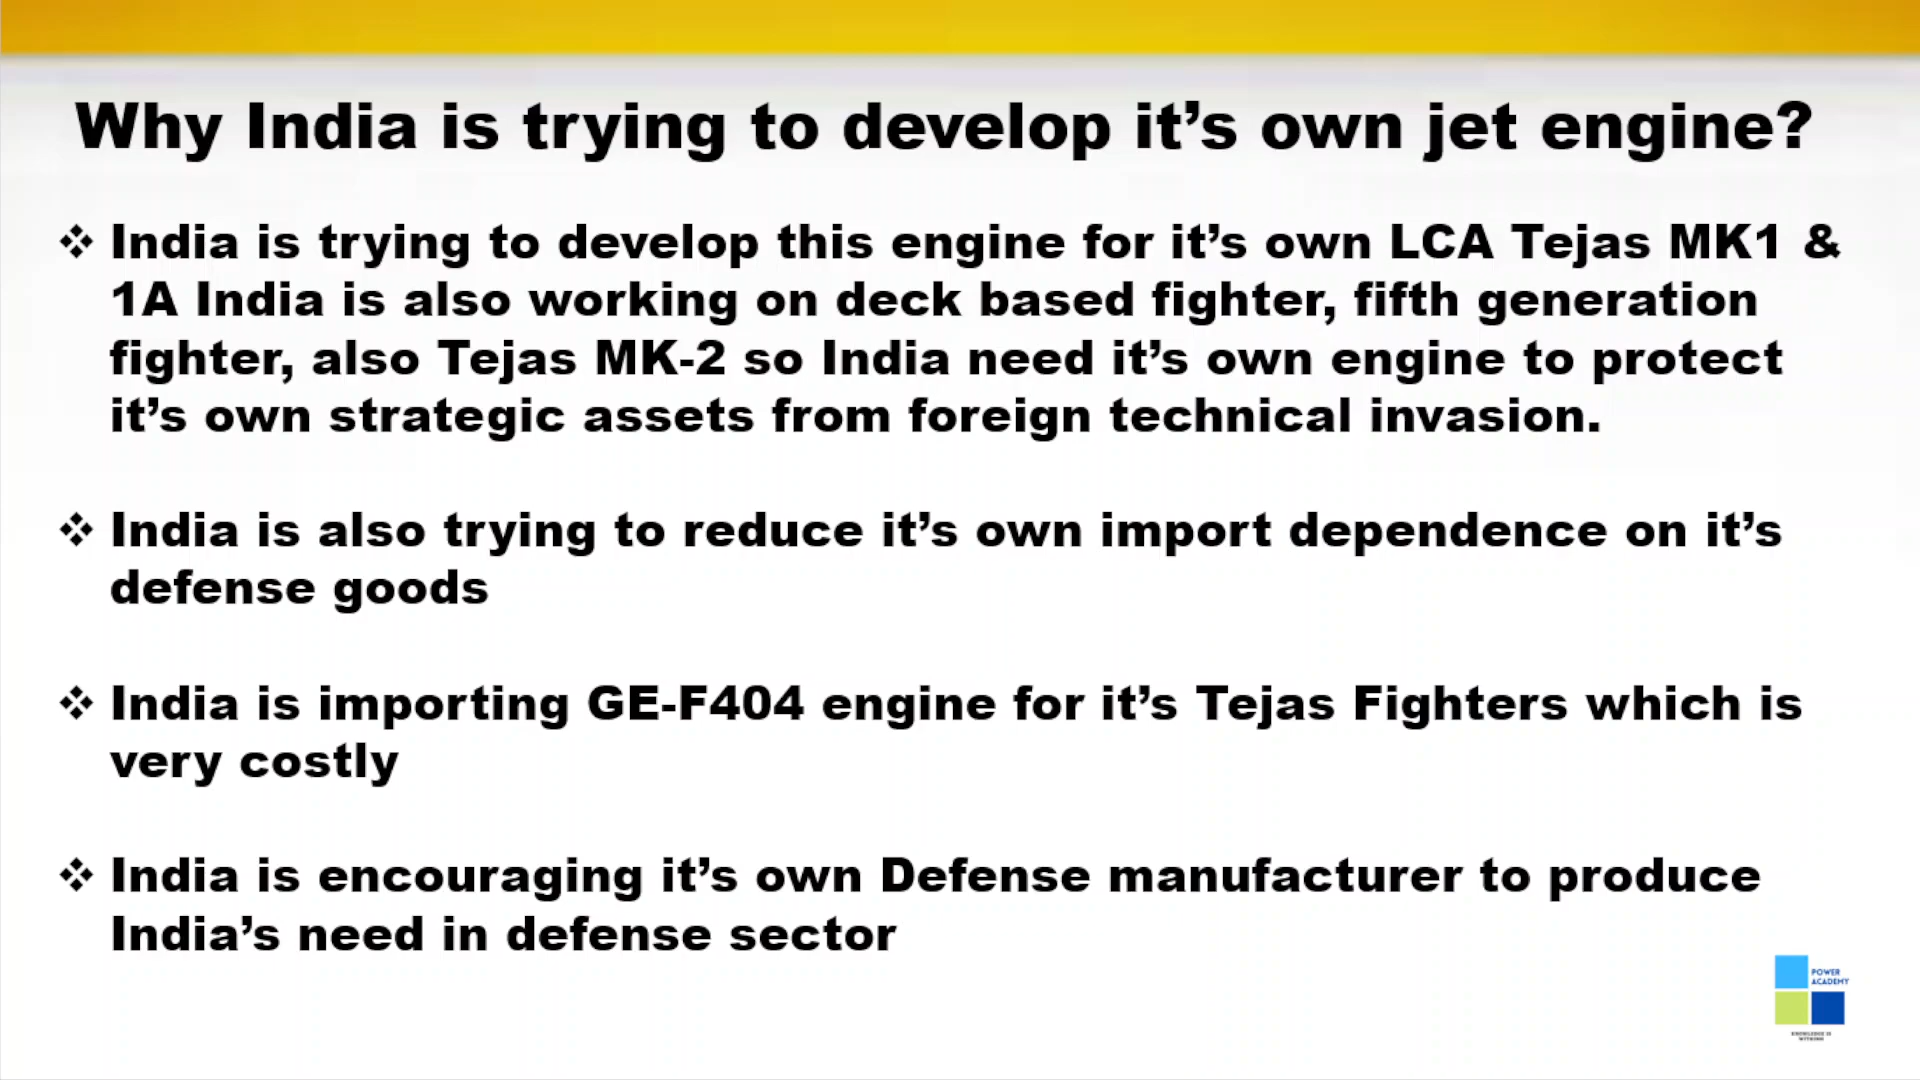 Why India is trying to develop it’s own jet engine?
❖ India is trying to develop this engine for it’s own LCA Tejas MK1 &
1A India is also working on deck based fighter, fifth generation
fighter, also Tejas MK-2 so India need it’s own engine to protect
it’s own strategic assets from foreign technical invasion.
❖ India is also trying to reduce it’s own import dependence on it’s
defense goods
❖ India is importing GE-F404 engine for it’s Tejas Fighters which is
very costly
❖ India is encouraging it’s own Defense manufacturer to produce
India’s need in defense sector
POWER
ACADEMY
KNOWLEDGE IS
WITHINN